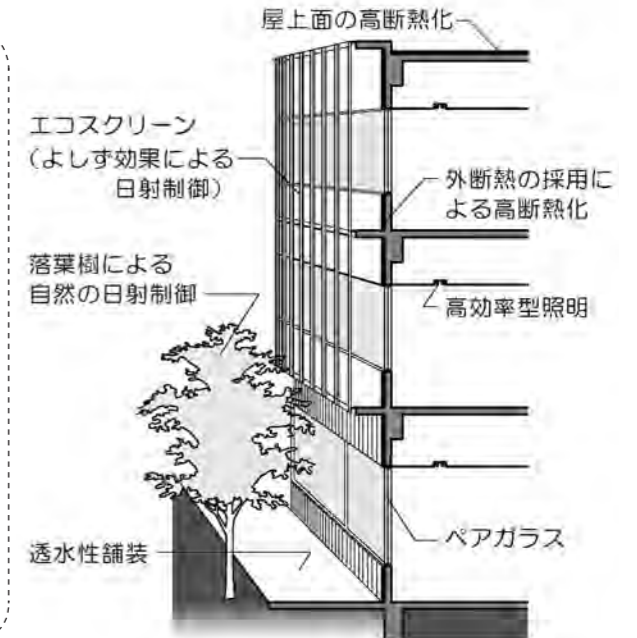 屋上面の高断熱化
エコスクリーン
（よしず効果による
日射制御）
外断熱の採用に
よる高断熱化
落葉樹による
自然の日射制御
高効率型照明
透水性舗装
ペアガラス